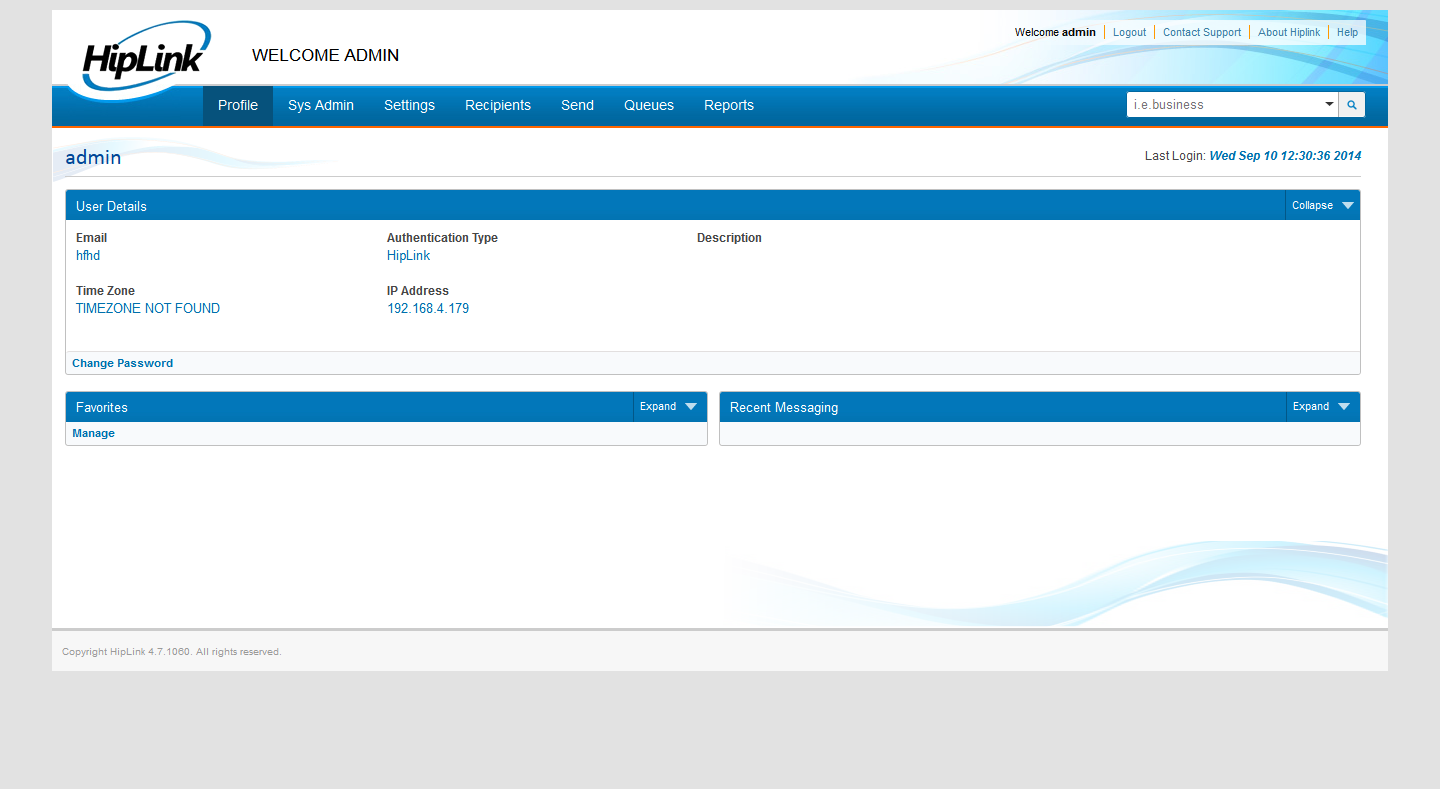 HipLink
WELCOME ADMIN
Welcome admin Logout Contact Support About Hiplink Help
Profile Sys Admin Settings Recipients Send Queues Reports i.e.business
admin Last Login: Wed Sep 10 12:30:36 2014
User Details Collapse
Email Authentication Type Description
hfhd HipLink
Time Zone IP Address
TIMEZONE NOT FOUND 192.168.4.179
Change Password
Favorites Expand Recent Messaging Expand
Manage
Copyright HipLink 4.7.1060. All rights reserved.